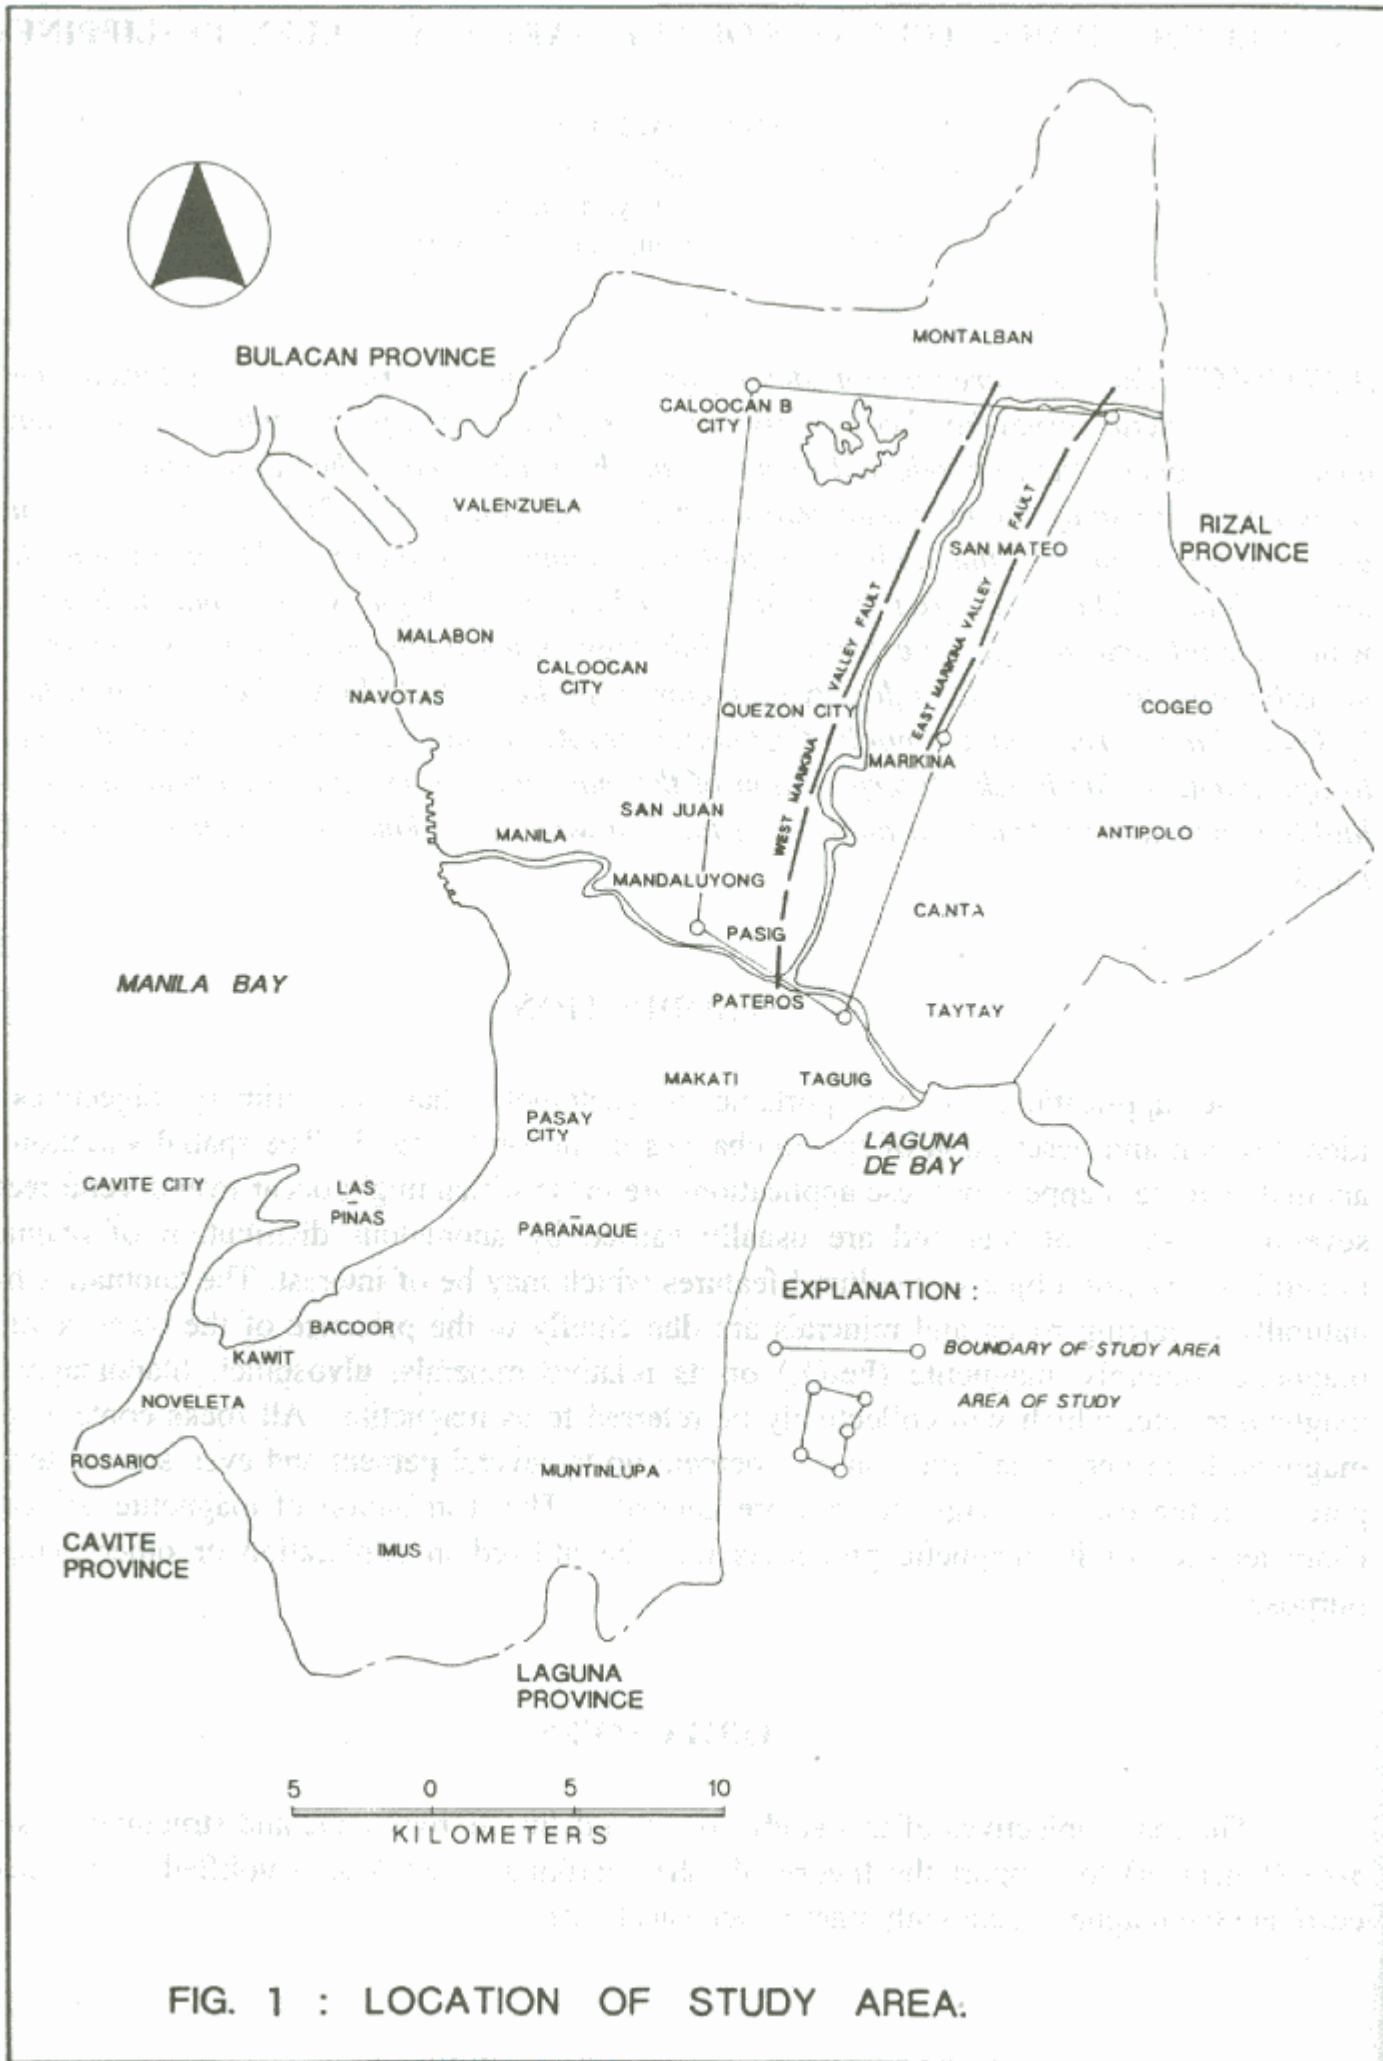 MONTALBAN
BULACAN PROVINCE
CALOOCAN B
CITY
VALENZUELA
RIZAL
PROVINCE
FAULT
SAN MATEO
VALLEY FAULT
EAST MARIKINA VALLEY
MALABON
CALOOCAN
CITY
NAVOTAS
QUEZON CITY
COGEO
MARIKINA
WEST MARIKINA
SAN JUAN
MANILA
ANTIPOLO
MANDALUYONG
CA.NTA
PASIG
MANILA BAY
PATEROS
TAYTAY
MAKATI
TAGUIG
PASAY
CITY
LAGUNA
DE BAY
CAVITE CITY
LAS
PIÑAS
PARAÑAQUE
EXPLANATION :
BACOOR
KAWIT
BOUNDARY OF STUDY AREA
NOVELETA
AREA OF STUDY
ROSARIO
MUNTINLUPA
CAVITE
PROVINCE
IMUS
LAGUNA
PROVINCE
5 0 5 10
KILOMETERS
FIG. 1 : LOCATION OF STUDY AREA.